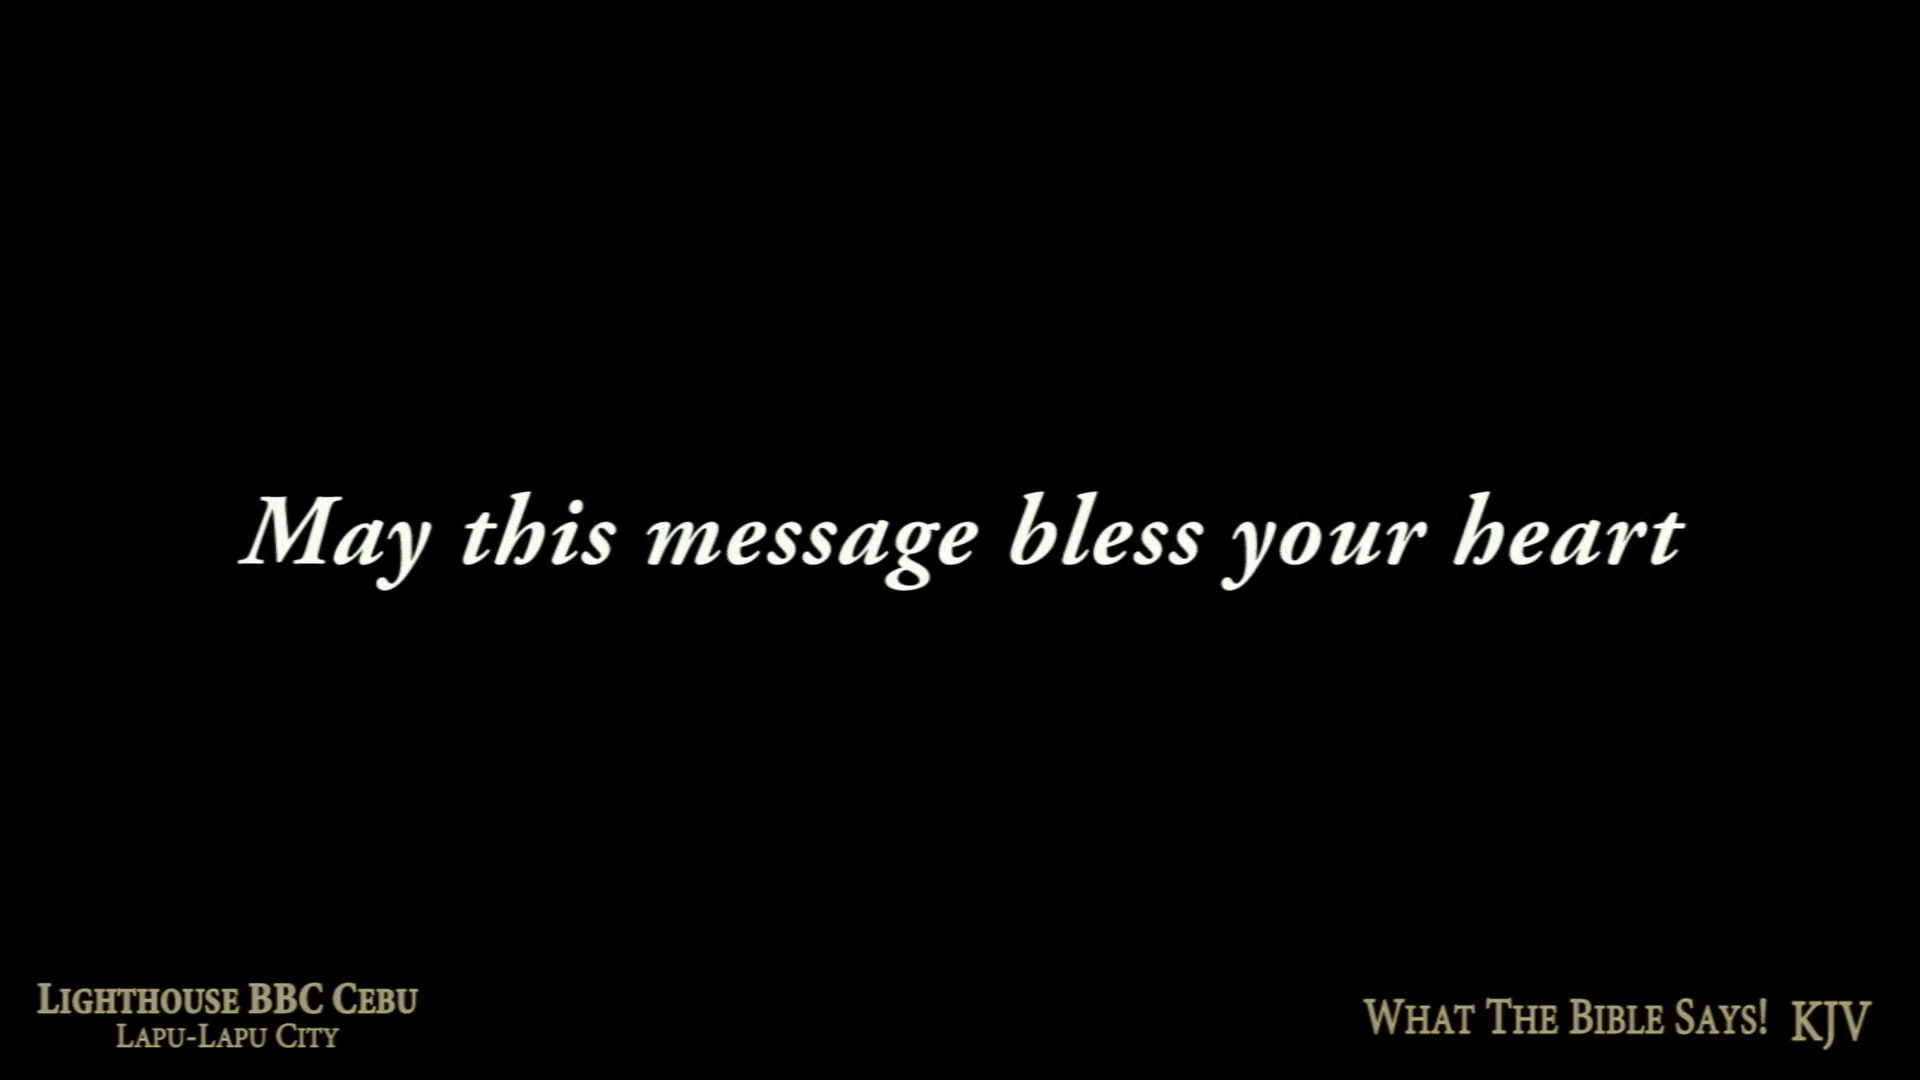 May this message bless your heart
LIGHTHOUSE BBC CEBU
LAPU-LAPU CITY
WHAT THE BIBLE SAYS! KJV